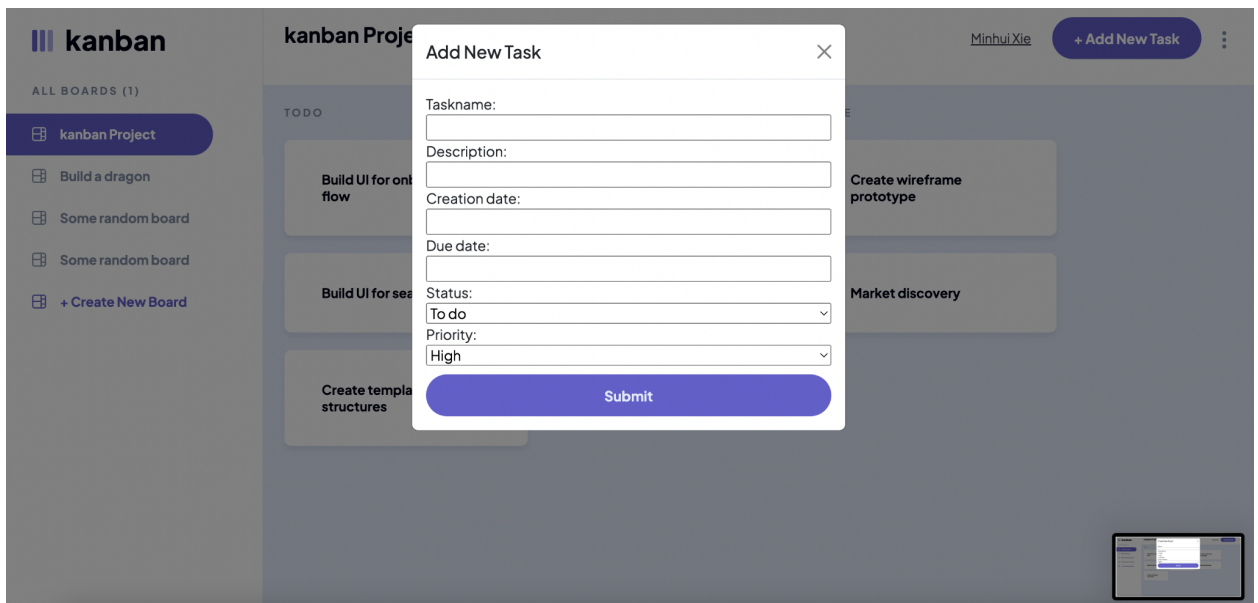 kanban
ALL BOARDS (1)
kanban Project
Build a dragon
Some random board
Some random board
+ Create New Board
kanban Proje
Minhui Xie
+ Add New Task
TODO
E
Build UI for onb
flow
Build UI for sea
Create templa
structures
Create wireframe
prototype
Market discovery
Add New Task
Taskname:
Description:
Creation date:
Due date:
Status:
To do
Priority:
High
Submit